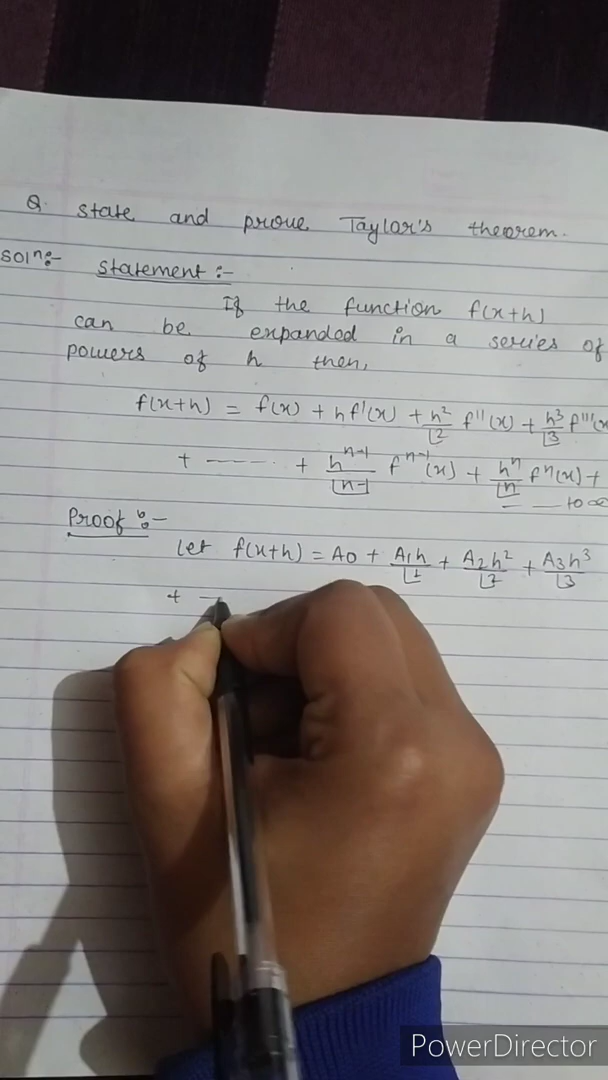 Q. state and prove Taylor's theorem.
Soln:- statement :-
If the function f(x+h)
can be expanded in a series of
powers of h then,
f(x+h) = f(x) + hf'(x) + h²/⌊2 f''(x) + h³/⌊3 f'''(x
+ ------ + hⁿ⁻¹/⌊n-1 fⁿ⁻¹(x) + hⁿ/⌊n fⁿ(x) +
— — to ∞
Proof :-
Let f(x+h) = A0 + A1h/⌊1 + A2h²/⌊2 + A3h³/⌊3
+ —
PowerDirector